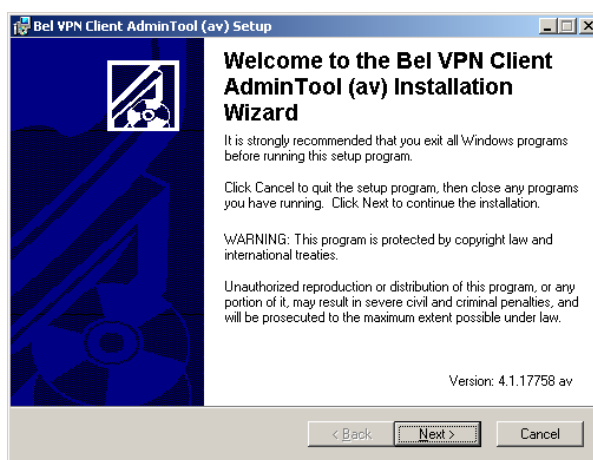 Bel VPN Client AdminTool (av) Setup
Welcome to the Bel VPN Client
AdminTool (av) Installation
Wizard
It is strongly recommended that you exit all Windows programs
before running this setup program.
Click Cancel to quit the setup program, then close any programs
you have running. Click Next to continue the installation.
WARNING: This program is protected by copyright law and
international treaties.
Unauthorized reproduction or distribution of this program, or any
portion of it, may result in severe civil and criminal penalties, and
will be prosecuted to the maximum extent possible under law.
Version: 4.1.17758 av
< Back Next > Cancel